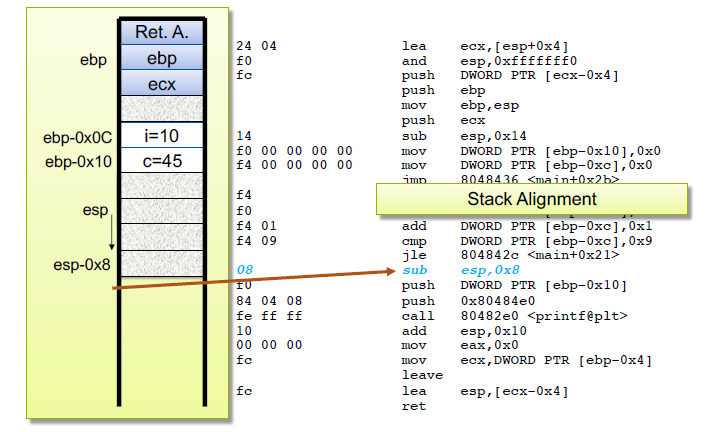 Ret. A.
ebp
ebp
ecx
ebp-0x0C
i=10
ebp-0x10
c=45
esp
esp-0x8
24 04 lea ecx,[esp+0x4]
f0 and esp,0xfffffff0
fc push DWORD PTR [ecx-0x4]
push ebp
mov ebp,esp
push ecx
14 sub esp,0x14
f0 00 00 00 00 mov DWORD PTR [ebp-0x10],0x0
f4 00 00 00 00 mov DWORD PTR [ebp-0xc],0x0
jmp 8048436 <main+0x2b>
f4
f0
Stack Alignment
f4 01 add DWORD PTR [ebp-0xc],0x1
f4 09 cmp DWORD PTR [ebp-0xc],0x9
jle 804842c <main+0x21>
08 sub esp,0x8
f0 push DWORD PTR [ebp-0x10]
84 04 08 push 0x80484e0
fe ff ff call 80482e0 <printf@plt>
10 add esp,0x10
00 00 00 mov eax,0x0
fc mov ecx,DWORD PTR [ebp-0x4]
leave
fc lea esp,[ecx-0x4]
ret